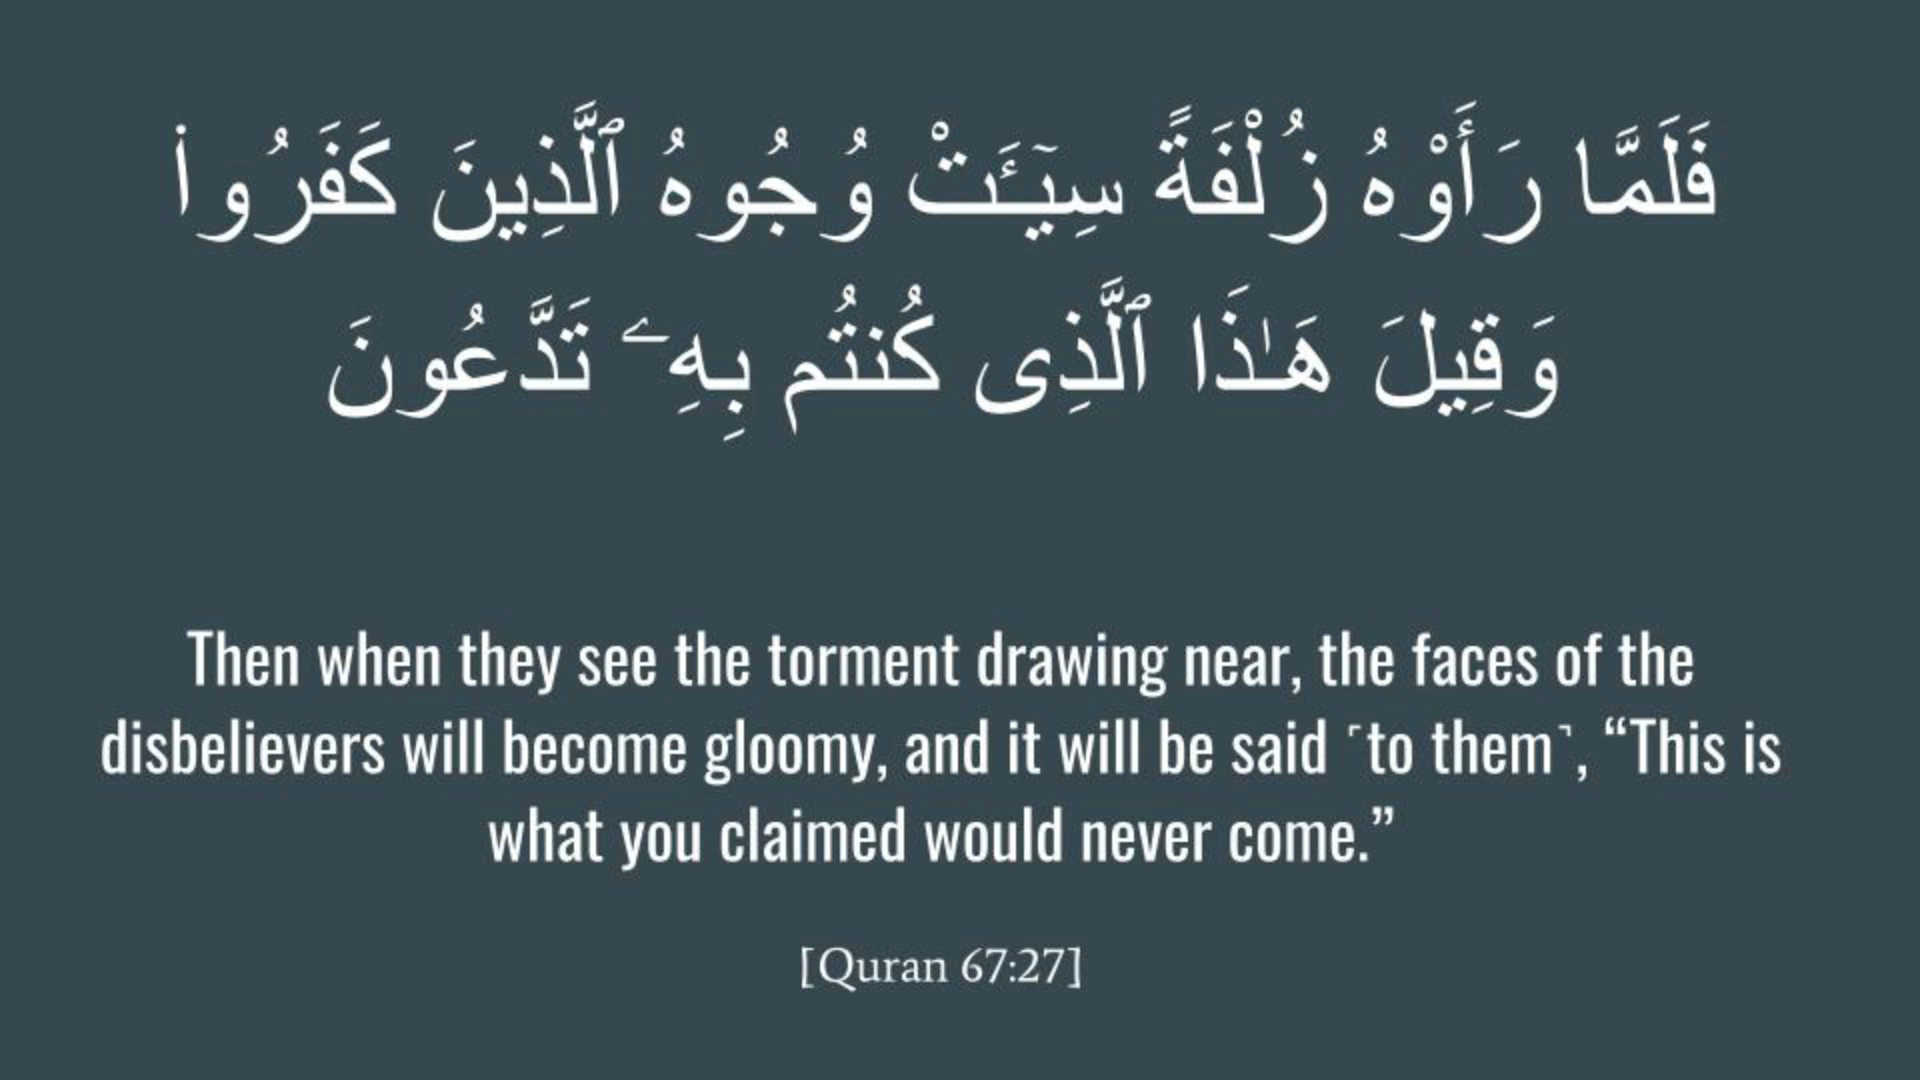 فَلَمَّا رَأَوْهُ زُلْفَةً سِيٓـَٔتْ وُجُوهُ ٱلَّذِينَ كَفَرُوا۟
وَقِيلَ هَـٰذَا ٱلَّذِى كُنتُم بِهِۦ تَدَّعُونَ
Then when they see the torment drawing near, the faces of the
disbelievers will become gloomy, and it will be said ˹to them˺, “This is
what you claimed would never come.”
[Quran 67:27]